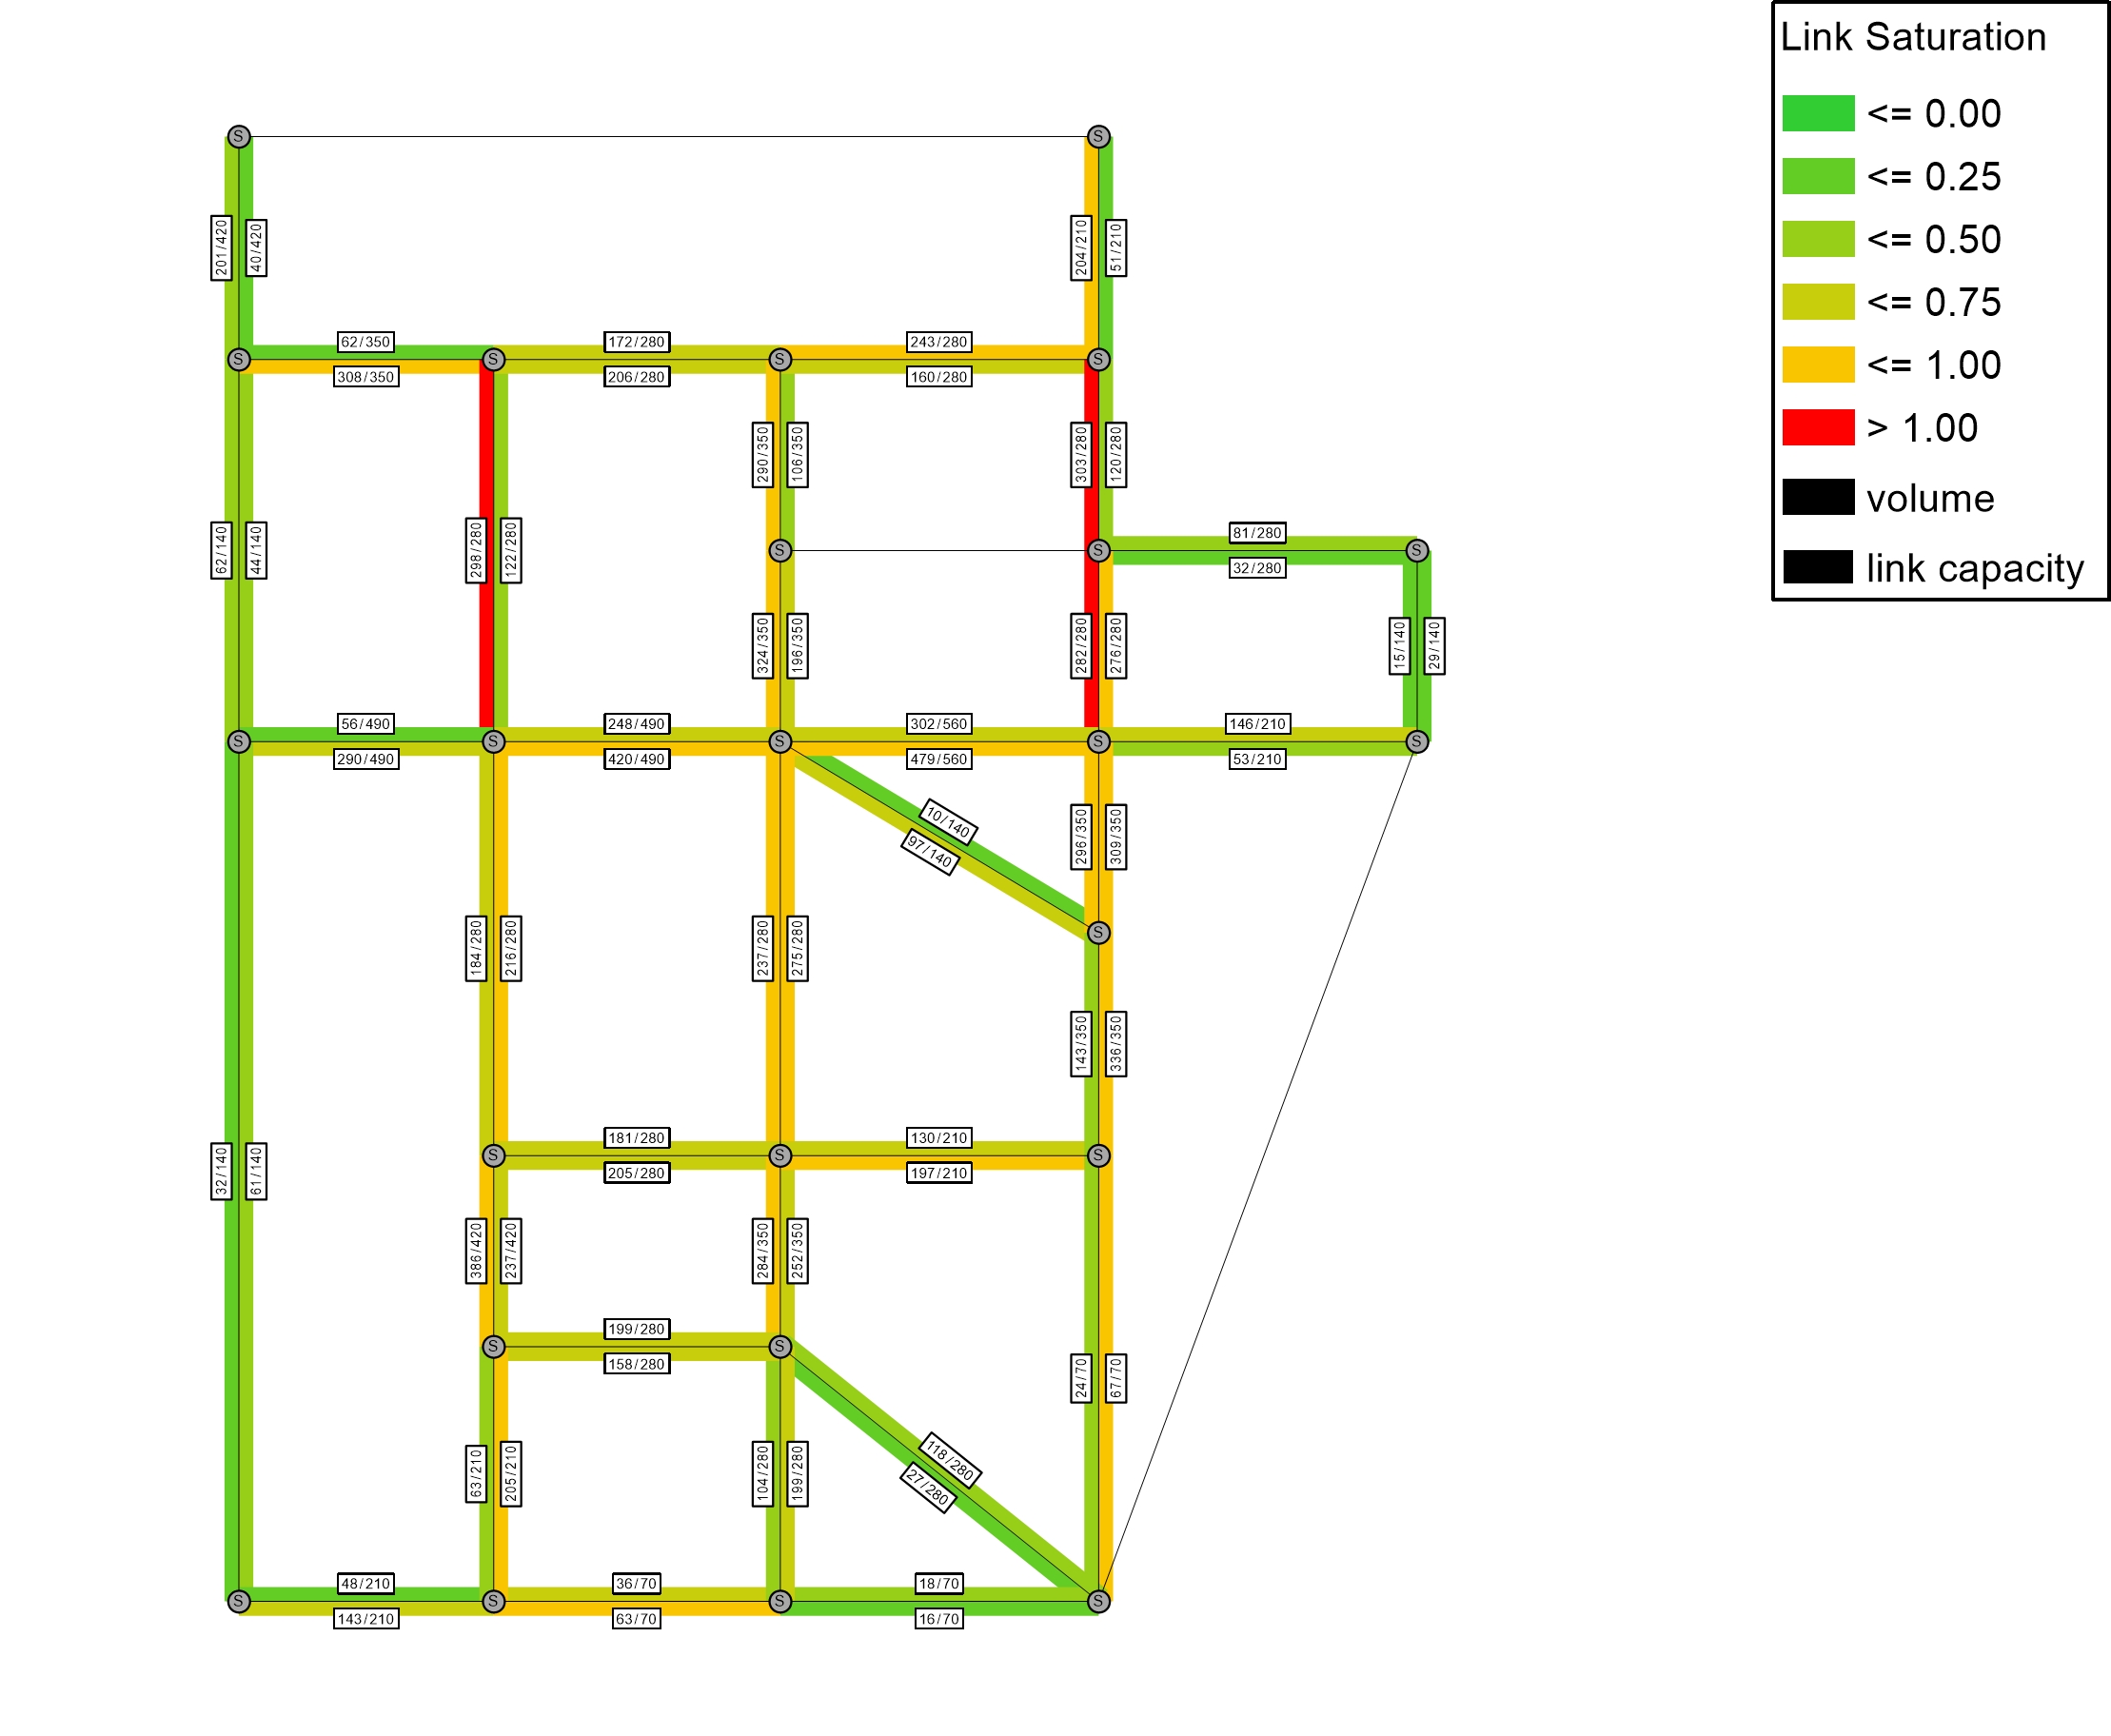 Link Saturation
<= 0.00
<= 0.25
<= 0.50
<= 0.75
<= 1.00
> 1.00
volume
link capacity
S
S
201/420
40/420
204/210
51/210
62/350
172/280
243/280
S
S
S
S
308/350
206/280
160/280
290/350
106/350
303/280
120/280
62/140
44/140
298/280
122/280
81/280
S
S
S
32/280
324/350
196/350
282/280
276/280
15/140
29/140
56/490
248/490
302/560
146/210
S
S
S
S
S
290/490
420/490
479/560
53/210
10/140
97/140
296/350
309/350
S
184/280
216/280
237/280
275/280
143/350
336/350
181/280
130/210
S
S
S
32/140
61/140
205/280
197/210
386/420
237/420
284/350
252/350
199/280
S
S
158/280
24/70
67/70
118/280
27/280
63/210
205/210
104/280
199/280
48/210
36/70
18/70
S
S
S
S
143/210
63/70
16/70